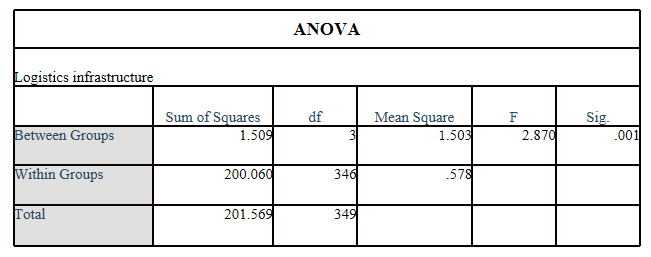 ANOVA
Logistics infrastructure
Sum of Squares df Mean Square F Sig.
Between Groups 1.509 3 1.503 2.870 .001
Within Groups 200.060 346 .578
Total 201.569 349